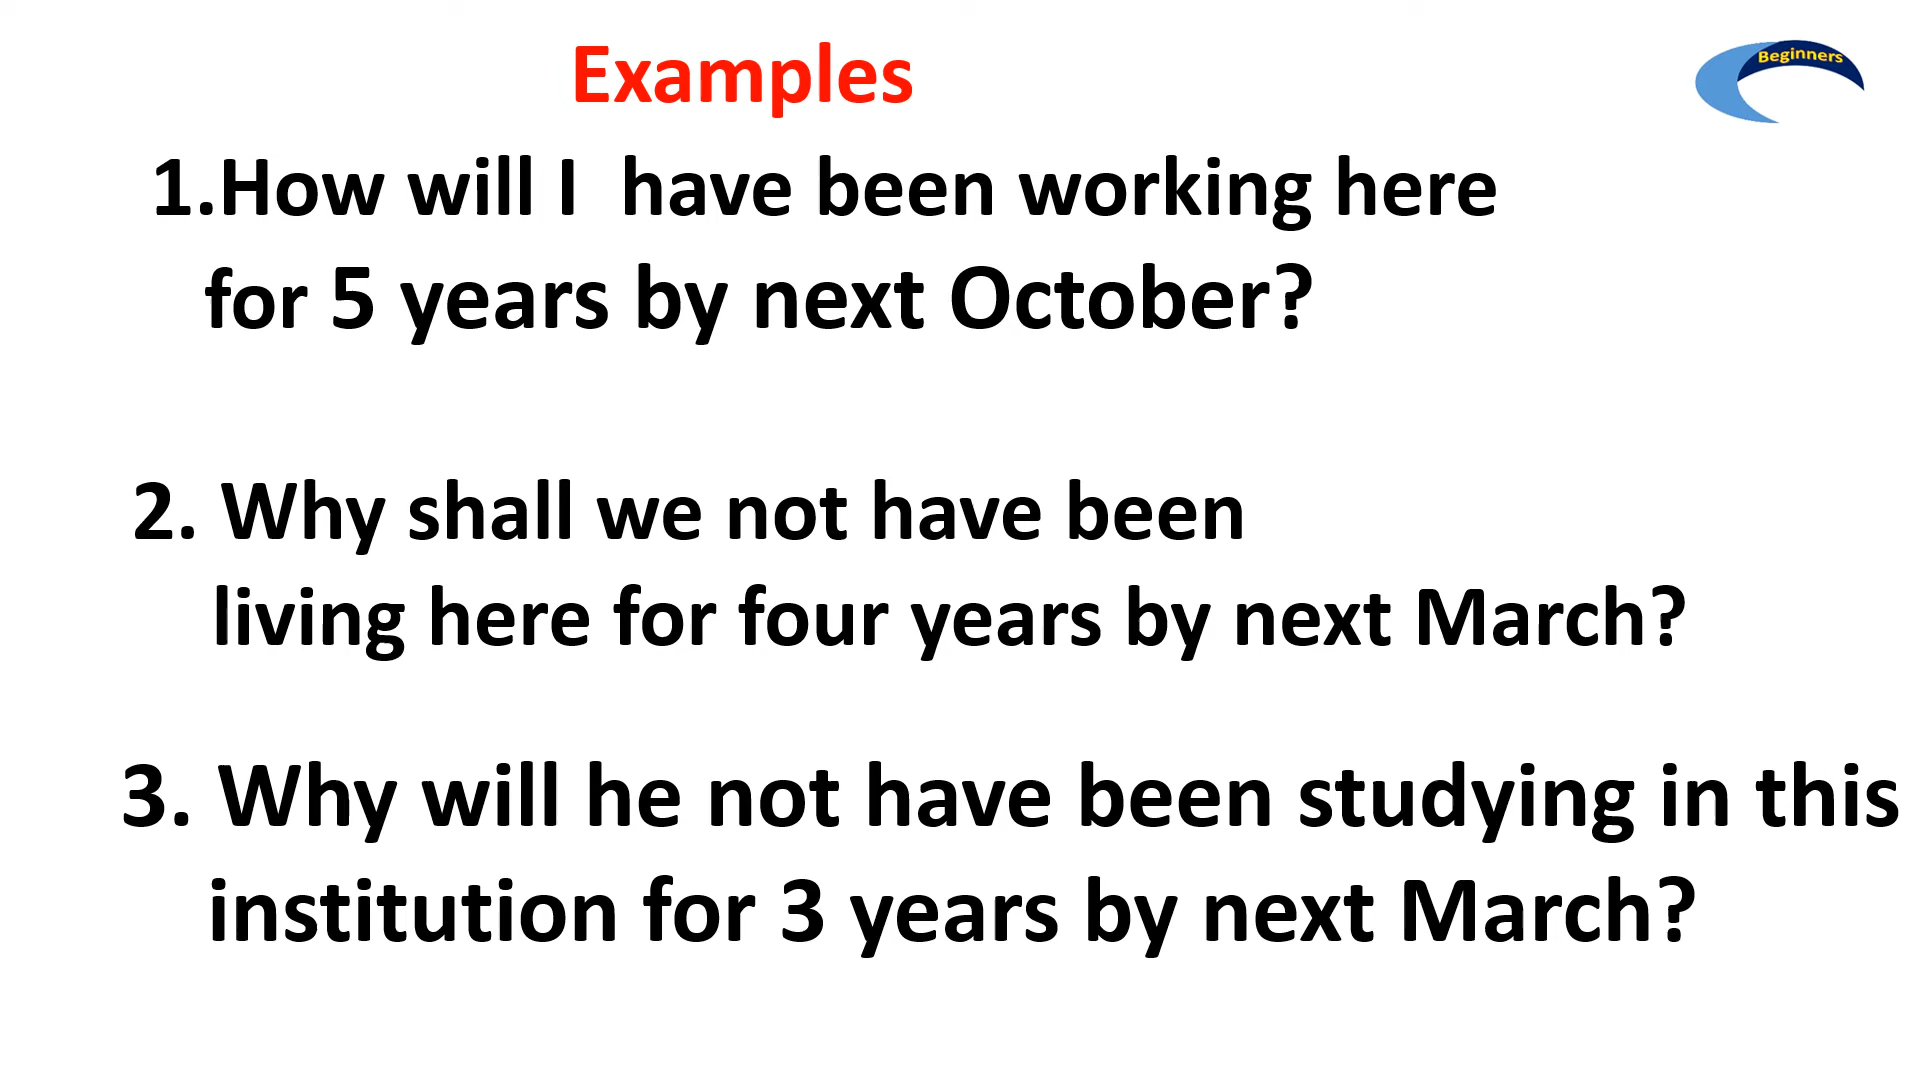 Examples
Beginners
1.How will I  have been working here
for 5 years by next October?
2. Why shall we not have been
living here for four years by next March?
3. Why will he not have been studying in this
institution for 3 years by next March?